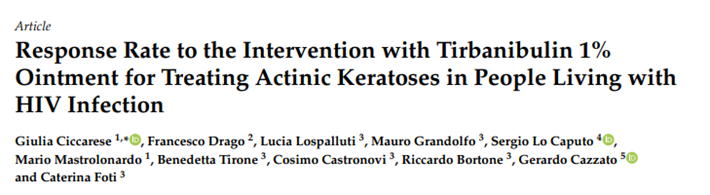 Article
Response Rate to the Intervention with Tirbanibulin 1%
Ointment for Treating Actinic Keratoses in People Living with
HIV Infection
Giulia Ciccarese 1,*, Francesco Drago 2, Lucia Lospalluti 3, Mauro Grandolfo 3, Sergio Lo Caputo 4,
Mario Mastrolonardo 1, Benedetta Tirone 3, Cosimo Castronovi 3, Riccardo Bortone 3, Gerardo Cazzato 5
and Caterina Foti 3